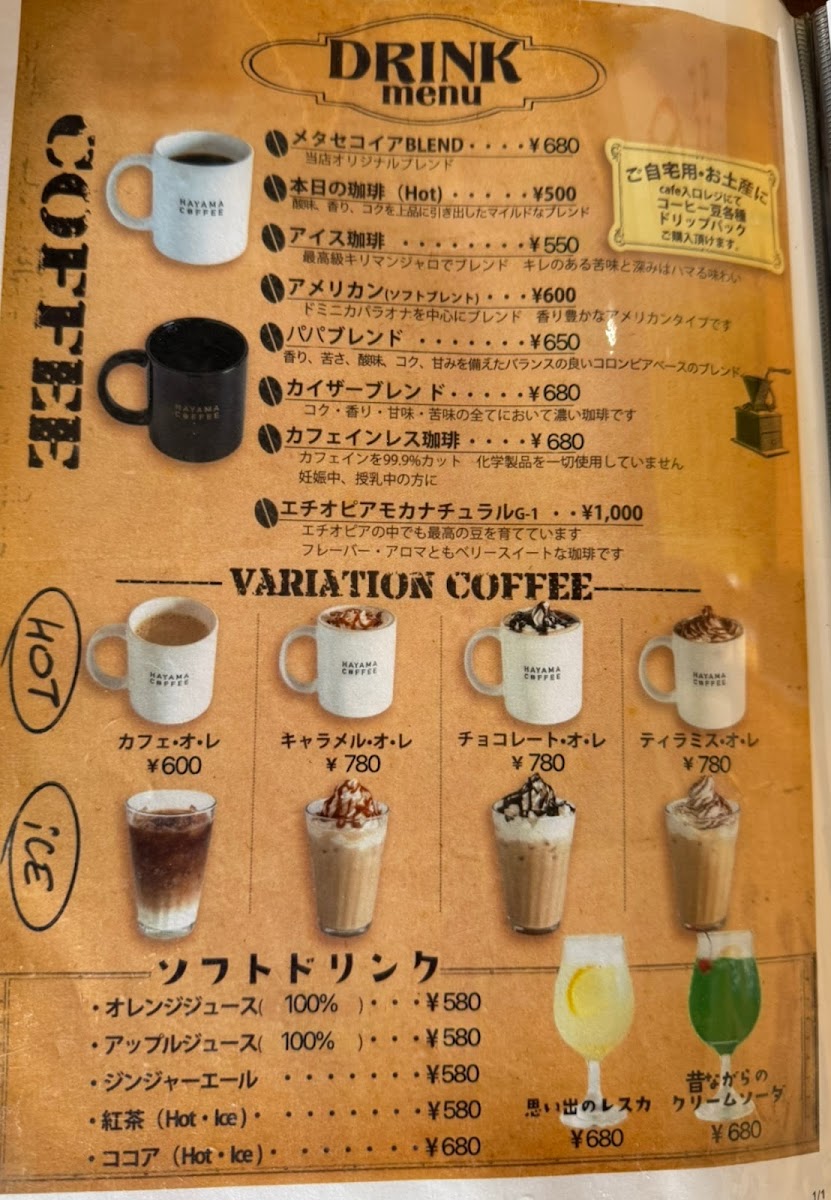 DRINK
menu
COFFEE
HAYAMA
COFFEE
HAYAMA
COFFEE
メタセコイアBLEND・・・・¥680
当店オリジナルブレンド
本日の珈琲（Hot）・・・・・¥500
酸味、香り、コクを上品に引き出したマイルドなブレンド
アイス珈琲 ・・・・・・・¥550
最高級キリマンジャロでブレンド　キレのある苦味と深みはハマる味わい
アメリカン(ソフトブレント)・・・¥600
ドミニカバラオナを中心にブレンド　香り豊かなアメリカンタイプです
パパブレンド ・・・・・・・¥650
香り、苦さ、酸味、コク、甘みを備えたバランスの良いコロンビアベースのブレンド
カイザーブレンド・・・・・¥680
コク・香り・甘味・苦味の全てにおいて濃い珈琲です
カフェインレス珈琲・・・・¥680
カフェインを99.9%カット　化学製品を一切使用していません
妊娠中、授乳中の方に
エチオピアモカナチュラルG-1 ・・¥1,000
エチオピアの中でも最高の豆を育てています
フレーバー・アロマともベリースイートな珈琲です
ご自宅用・お土産に
cafe入口レジにて
コーヒー豆各種
ドリップバック
ご購入頂けます。
VARIATION COFFEE
HOT
HAYAMA
COFFEE
HAYAMA
COFFEE
HAYAMA
COFFEE
HAYAMA
COFFEE
カフェ・オ・レ
¥600
キャラメル・オ・レ
¥780
チョコレート・オ・レ
¥780
ティラミス・オ・レ
¥780
iCE
ソフトドリンク
・オレンジジュース( 100% )・・・¥580
・アップルジュース( 100% )・・・¥580
・ジンジャーエール ・・・・・・・¥580
・紅茶（Hot・Ice）・・・・・・・・¥580
・ココア（Hot・Ice）・・・・・・・¥680
思い出のレスカ
¥680
昔ながらの
クリームソーダ
¥680
1/1